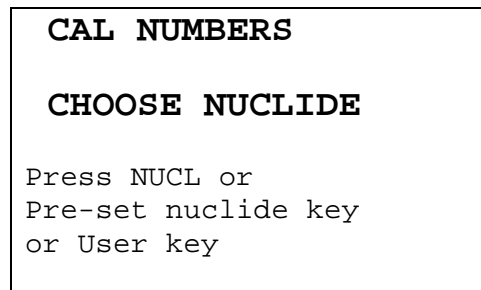 CAL NUMBERS
CHOOSE NUCLIDE
Press NUCL or
Pre-set nuclide key
or User key